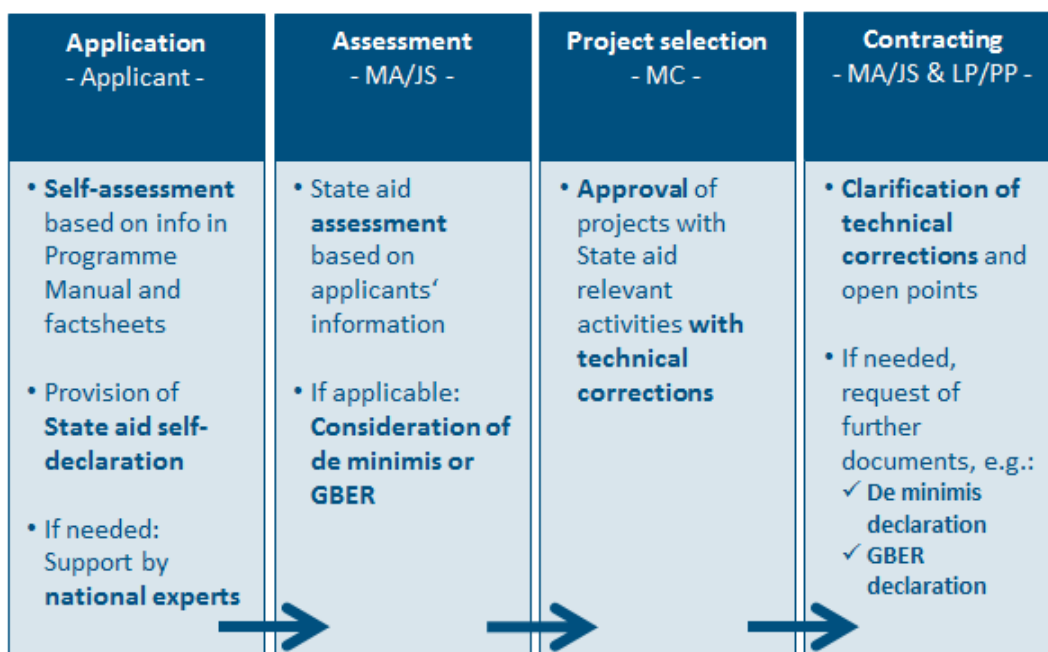 Application
- Applicant -
• Self-assessment
based on info in
Programme
Manual and
factsheets
• Provision of
State aid self-
declaration
• If needed:
Support by
national experts
Assessment
- MA/JS -
• State aid
assessment
based on
applicants‘
information
• If applicable:
Consideration of
de minimis or
GBER
Project selection
- MC -
• Approval of
projects with
State aid
relevant
activities with
technical
corrections
Contracting
- MA/JS & LP/PP -
• Clarification of
technical
corrections and
open points
• If needed,
request of
further
documents, e.g.:
✓ De minimis
declaration
✓ GBER
declaration